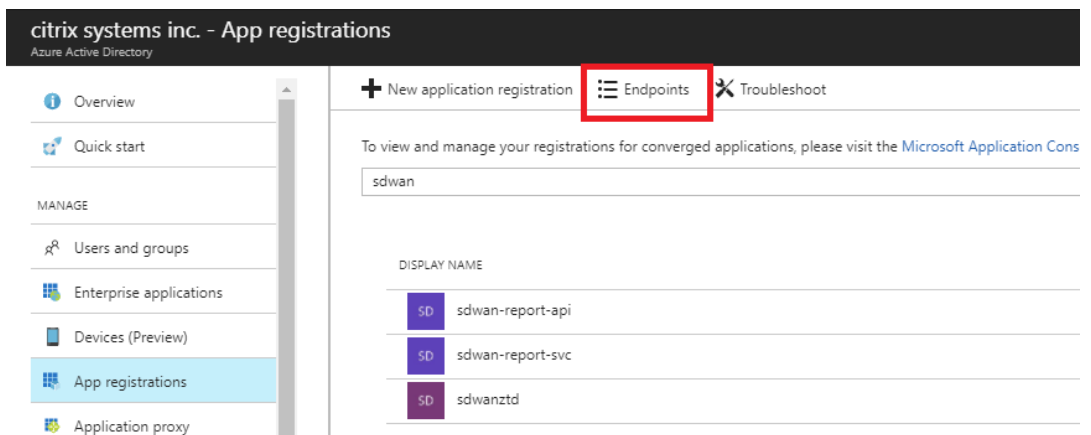 citrix systems inc. - App registrations
Azure Active Directory
Overview
Quick start
MANAGE
Users and groups
Enterprise applications
Devices (Preview)
App registrations
Application proxy
New application registration Endpoints Troubleshoot
To view and manage your registrations for converged applications, please visit the Microsoft Application Cons
sdwan
DISPLAY NAME
SD sdwan-report-api
SD sdwan-report-svc
SD sdwanztd